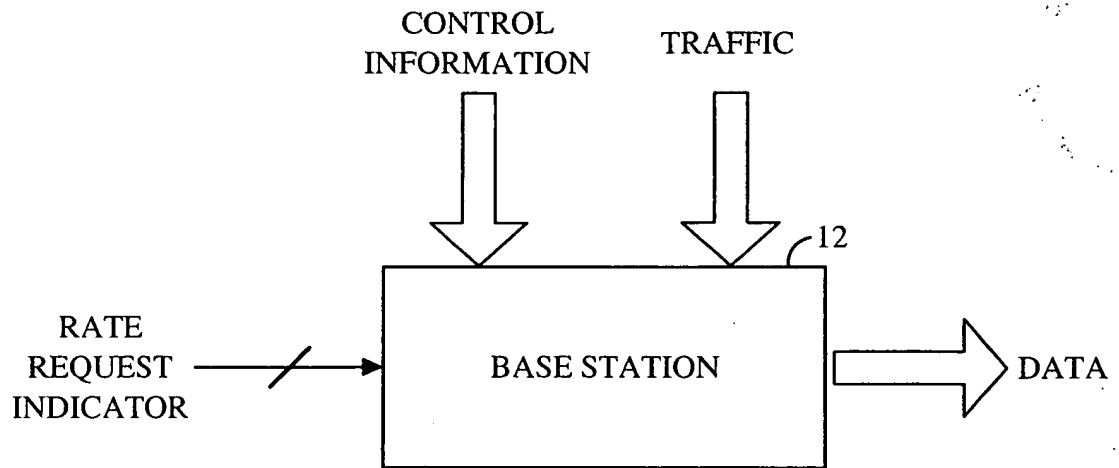 CONTROL
INFORMATION
TRAFFIC
12
RATE
REQUEST
INDICATOR
BASE STATION
DATA